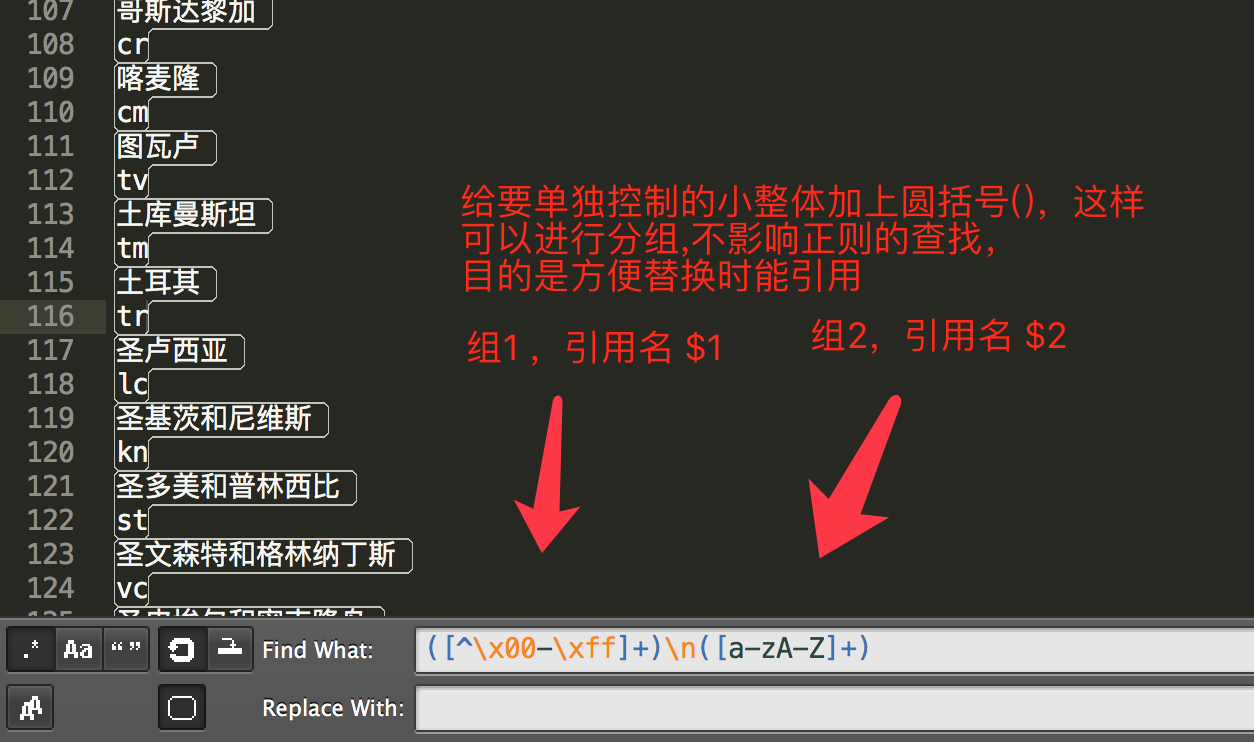 107 哥斯达黎加
108 cr
109 喀麦隆
110 cm
111 图瓦卢
112 tv
113 土库曼斯坦
114 tm
115 土耳其
116 tr
117 圣卢西亚
118 lc
119 圣基茨和尼维斯
120 kn
121 圣多美和普林西比
122 st
123 圣文森特和格林纳丁斯
124 vc
125
给要单独控制的小整体加上圆括号()，这样
可以进行分组,不影响正则的查找，
目的是方便替换时能引用
组1 ，引用名 $1
组2，引用名 $2
.* Aa “” Find What: ([^\x00-\xff]+)\n([a-zA-Z]+)
Replace With: